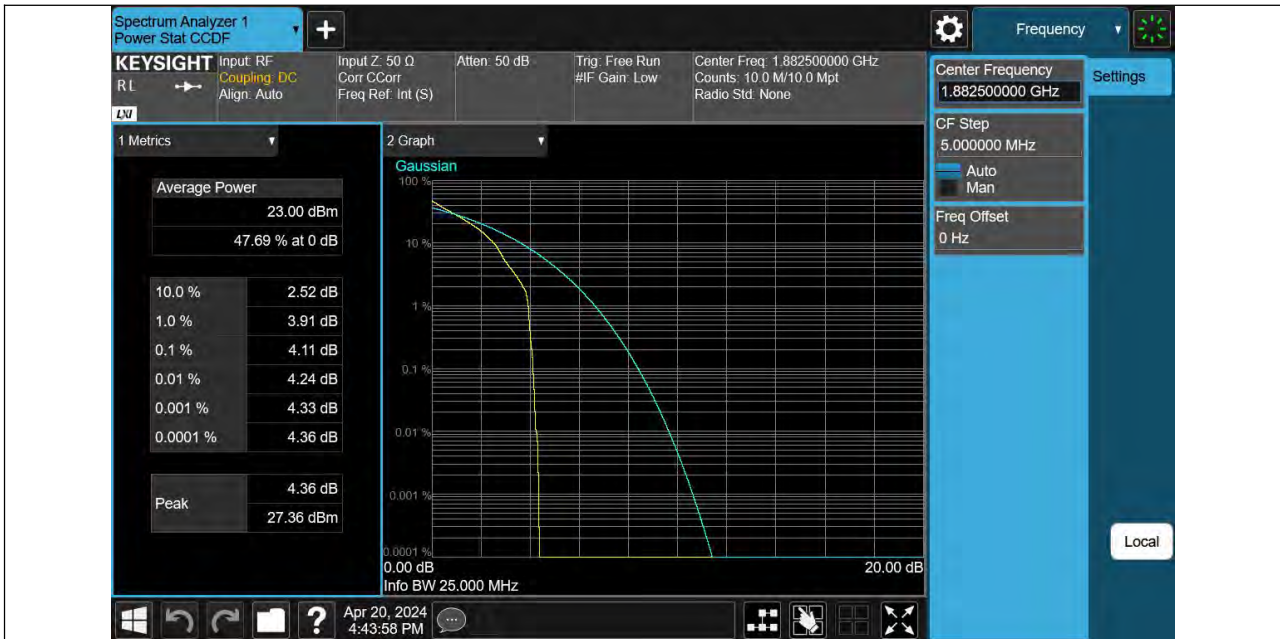 Spectrum Analyzer 1
Power Stat CCDF
Frequency
KEYSIGHT
RL
LXI
Input: RF
Coupling: DC
Align: Auto
Input Z: 50 Ω
Corr CCorr
Freq Ref: Int (S)
Atten: 50 dB
Trig: Free Run
#IF Gain: Low
Center Freq: 1.882500000 GHz
Counts: 10.0 M/10.0 Mpt
Radio Std: None
Center Frequency
1.882500000 GHz
Settings
CF Step
5.000000 MHz
Auto
Man
Freq Offset
0 Hz
Local
1 Metrics
Average Power
23.00 dBm
47.69 % at 0 dB
10.0 % 2.52 dB
1.0 % 3.91 dB
0.1 % 4.11 dB
0.01 % 4.24 dB
0.001 % 4.33 dB
0.0001 % 4.36 dB
Peak
4.36 dB
27.36 dBm
2 Graph
Gaussian
100 %
10 %
1 %
0.1 %
0.01 %
0.001 %
0.0001 %
0.00 dB 20.00 dB
Info BW 25.000 MHz
?
Apr 20, 2024
4:43:58 PM